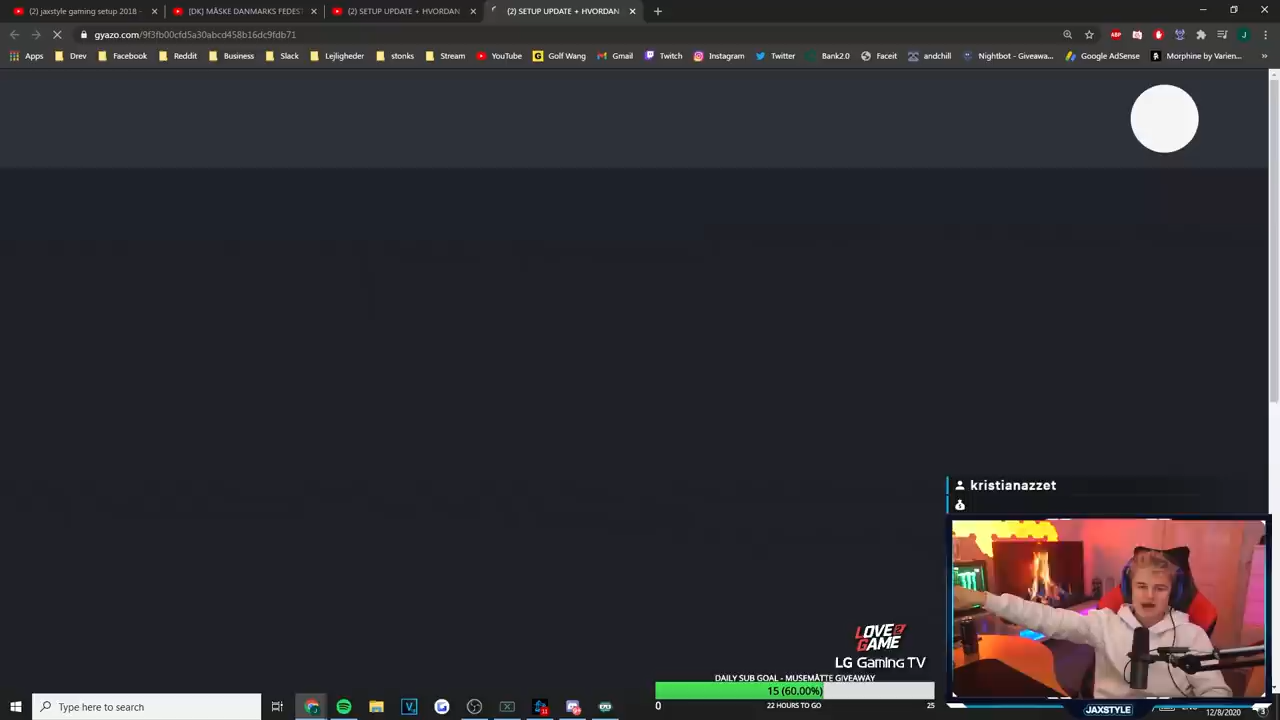 (2) jaxstyle gaming setup 2018 -
[DK] MÅSKE DANMARKS FEDEST
(2) SETUP UPDATE + HVORDAN
(2) SETUP UPDATE + HVORDAN
gyazo.com/9f3fb00cfd5a30abcd458b16dc9fdb71
ABP
J
Apps
Drev
Facebook
Reddit
Business
Slack
Lejligheder
stonks
Stream
YouTube
Golf Wang
Gmail
Twitch
Instagram
Twitter
Bank2.0
Faceit
andchill
Nightbot - Giveawa...
Google AdSense
Morphine by Varien...
»
kristianazzet
LOVE2
GAME
LG Gaming TV
DAILY SUB GOAL - MUSEMÅTTE GIVEAWAY
15 (60.00%)
0
22 HOURS TO GO
25
JAXSTYLE
Type here to search
12/8/2020